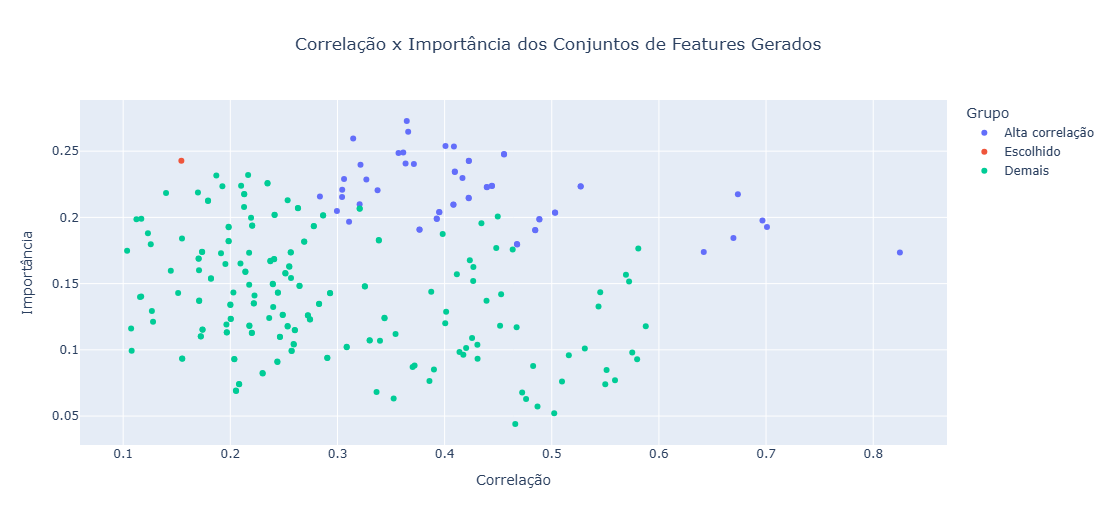 Correlação x Importância dos Conjuntos de Features Gerados
Grupo
Alta correlação
Escolhido
Demais
Importância
0.25
0.2
0.15
0.1
0.05
0.1 0.2 0.3 0.4 0.5 0.6 0.7 0.8
Correlação